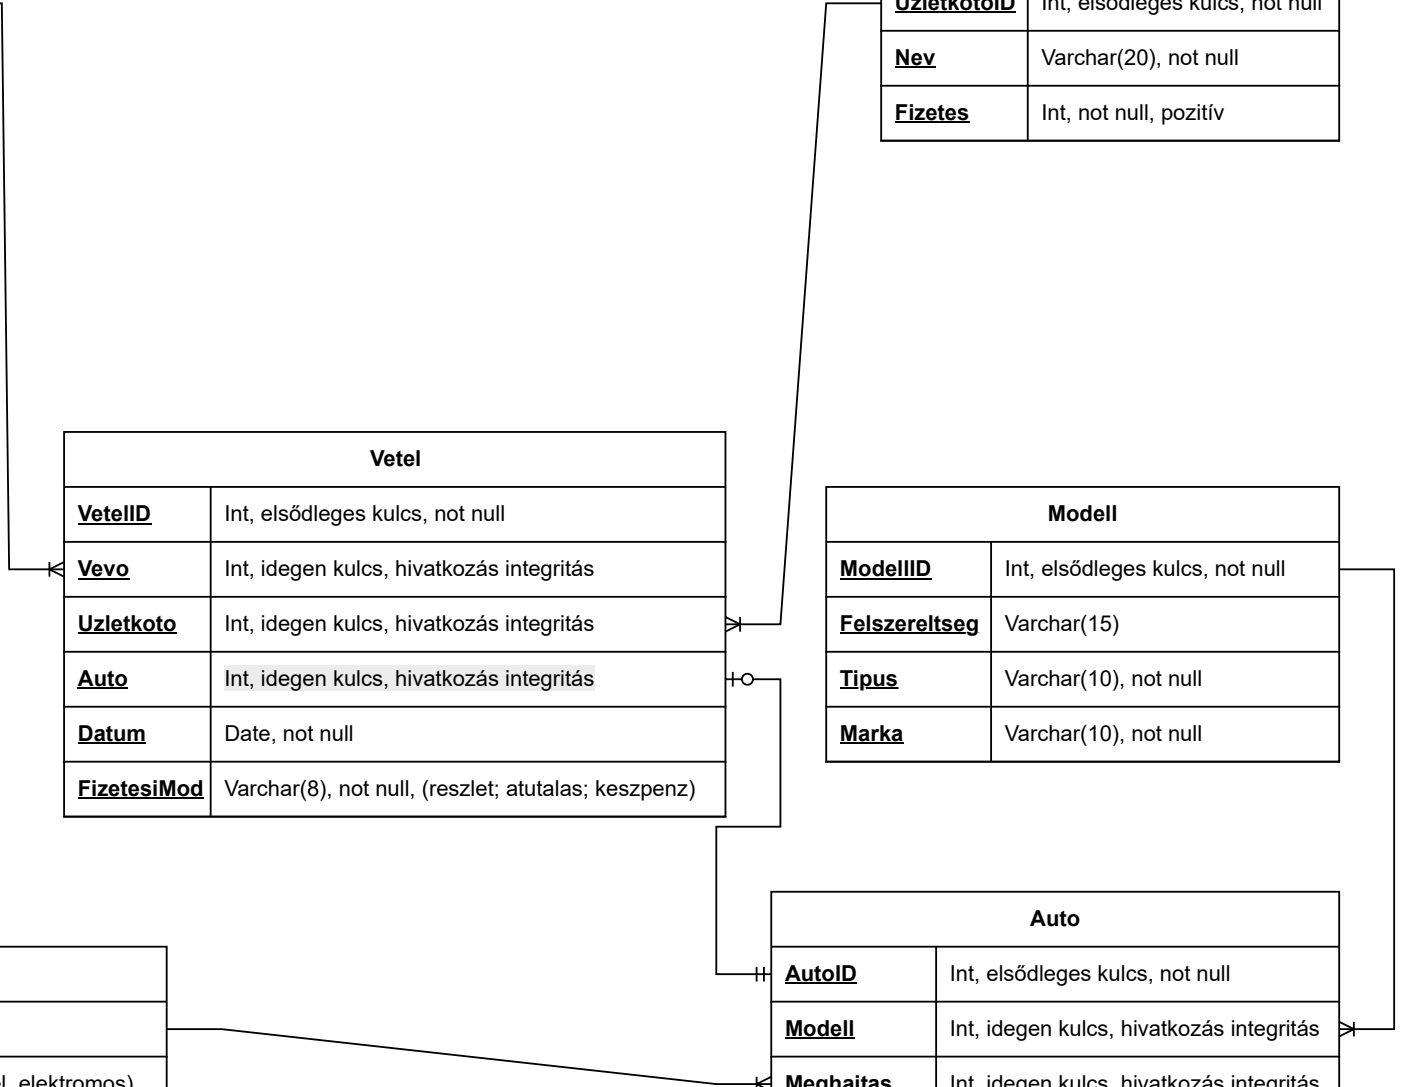 UzletkotoID Int, elsődleges kulcs, not null
Nev Varchar(20), not null
Fizetes Int, not null, pozitív
Vetel
VetelID Int, elsődleges kulcs, not null
Vevo Int, idegen kulcs, hivatkozás integritás
Uzletkoto Int, idegen kulcs, hivatkozás integritás
Auto Int, idegen kulcs, hivatkozás integritás
Datum Date, not null
FizetesiMod Varchar(8), not null, (reszlet; atutalas; keszpenz)
Modell
ModellID Int, elsődleges kulcs, not null
Felszereltseg Varchar(15)
Tipus Varchar(10), not null
Marka Varchar(10), not null
Auto
AutoID Int, elsődleges kulcs, not null
Modell Int, idegen kulcs, hivatkozás integritás
elektromos)
Meghajtas Int, idegen kulcs, hivatkozás integritás